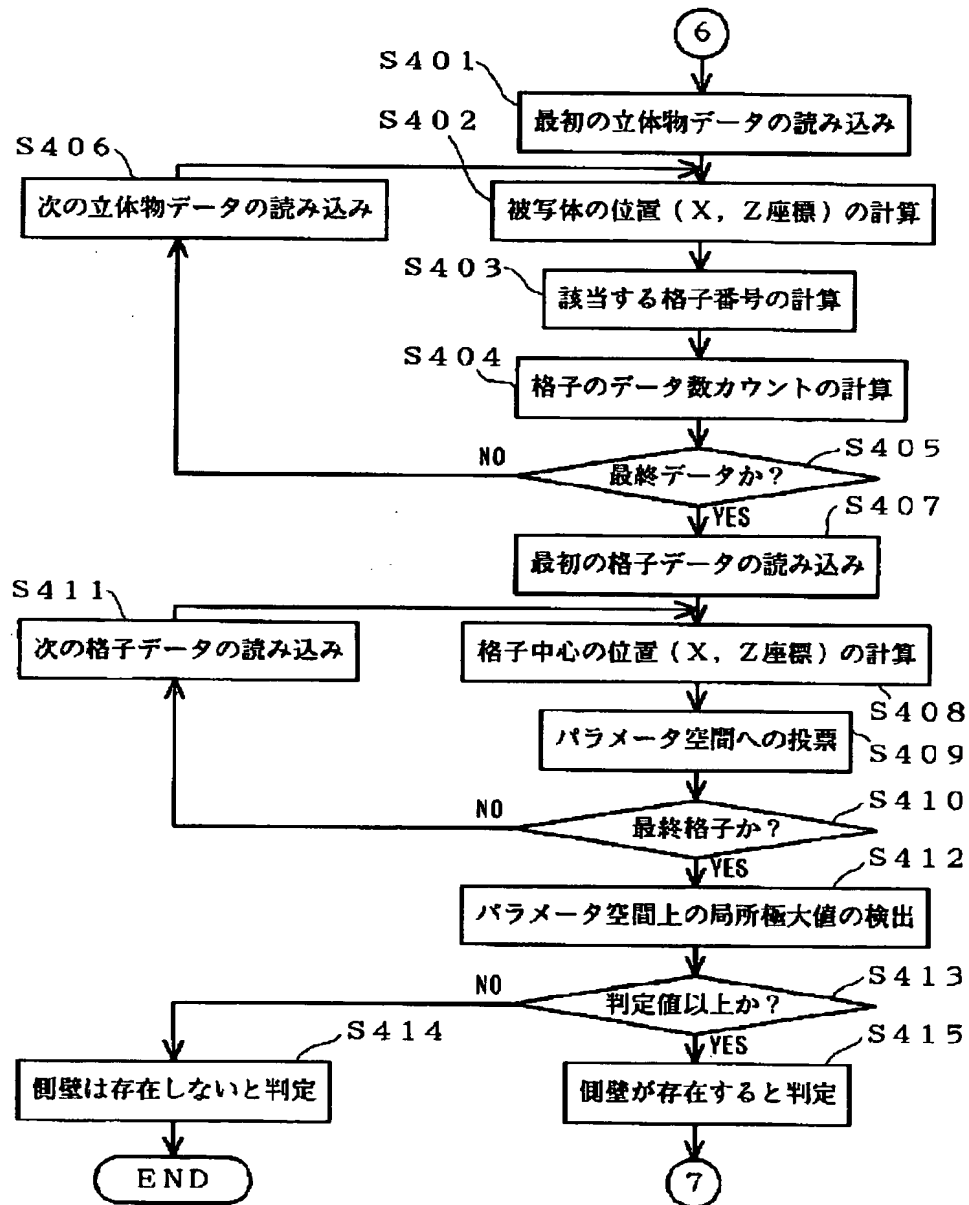 6
S401
最初の立体物データの読み込み
S402
S406
次の立体物データの読み込み
被写体の位置(X,Z座標)の計算
S403
該当する格子番号の計算
S404
格子のデータ数カウントの計算
S405
NO
最終データか?
YES
S407
最初の格子データの読み込み
S411
次の格子データの読み込み
格子中心の位置(X,Z座標)の計算
S408
パラメータ空間への投票
S409
S410
NO
最終格子か?
YES
S412
パラメータ空間上の局所極大値の検出
S413
NO
判定値以上か?
YES
S414
S415
側壁は存在しないと判定
側壁が存在すると判定
END
7